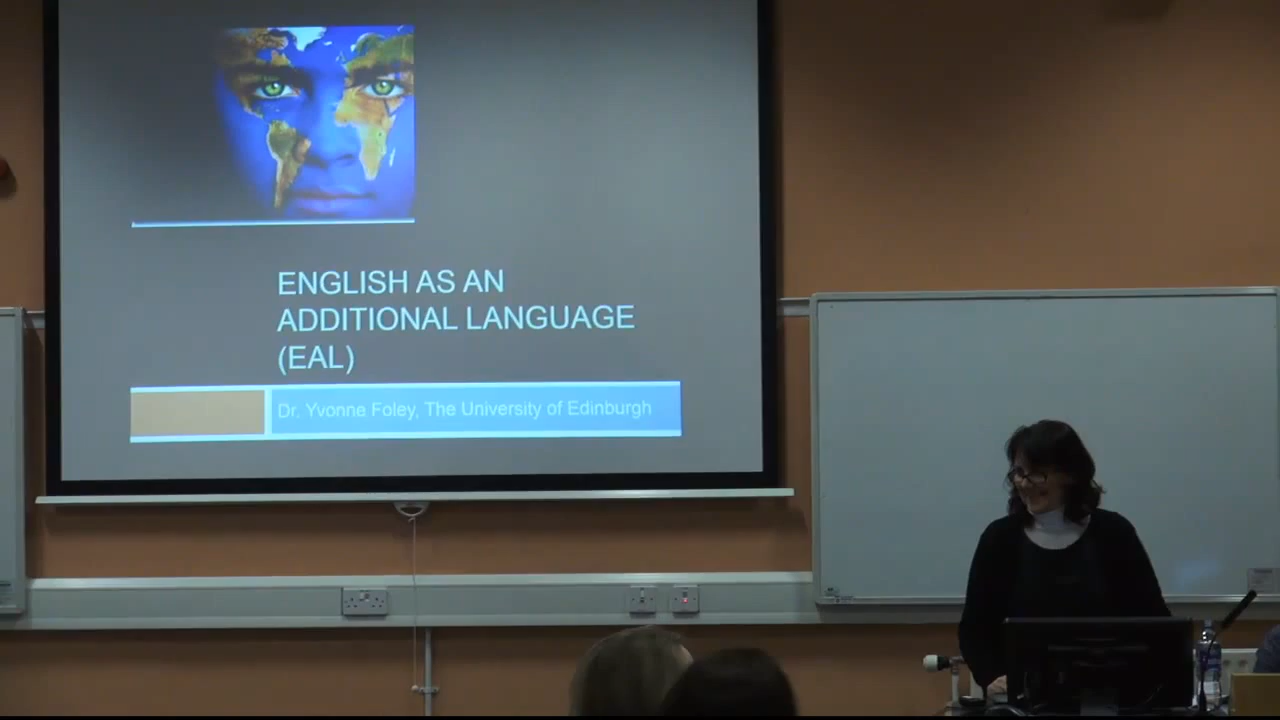 ENGLISH AS AN
ADDITIONAL LANGUAGE
(EAL)
Dr. Yvonne Foley, The University of Edinburgh